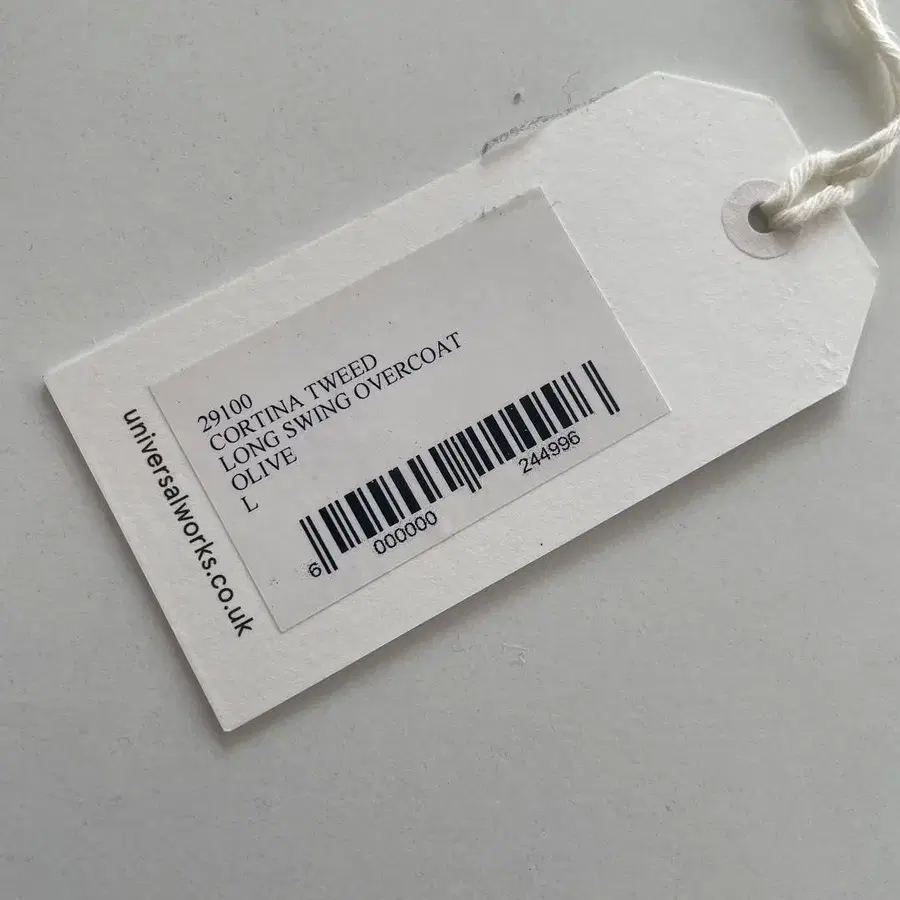 29100
CORTINA TWEED
LONG SWING OVERCOAT
OLIVE
L
6 000000 244996
universalworks.co.uk